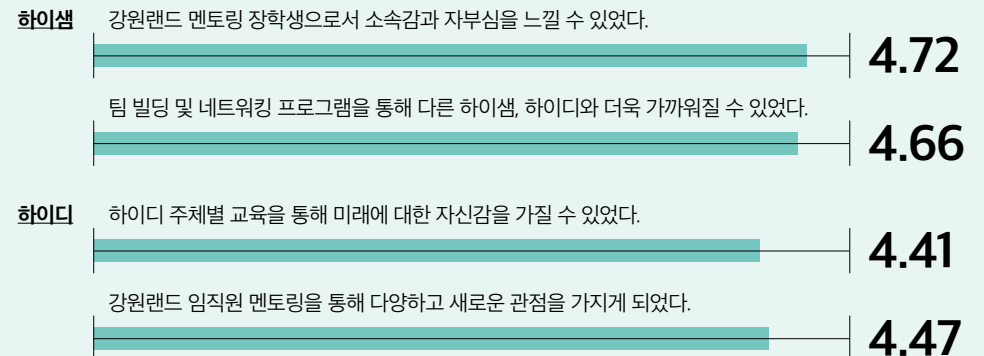 하이샘 강원랜드 멘토링 장학생으로서 소속감과 자부심을 느낄 수 있었다.
4.72
팀 빌딩 및 네트워킹 프로그램을 통해 다른 하이샘, 하이디와 더욱 가까워질 수 있었다.
4.66
하이디 하이디 주체별 교육을 통해 미래에 대한 자신감을 가질 수 있었다.
4.41
강원랜드 임직원 멘토링을 통해 다양하고 새로운 관점을 가지게 되었다.
4.47